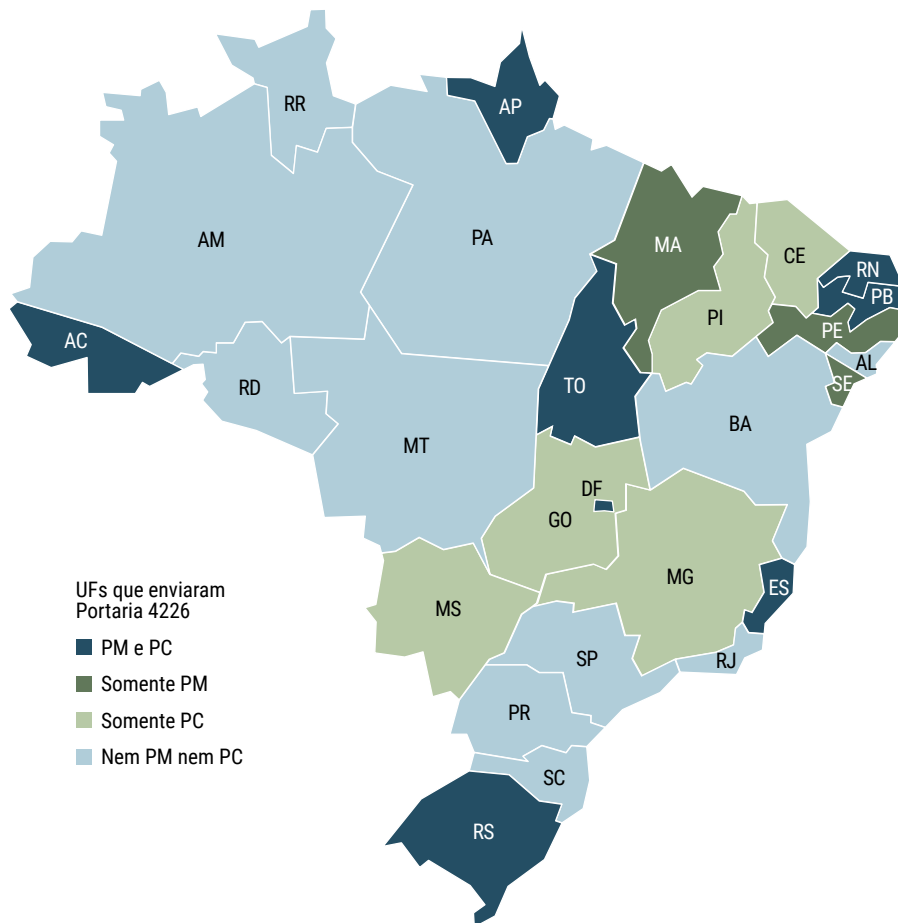 RR
AP
AM
PA
MA
CE
RN
PB
PI
PE
AC
AL
RD
TO
SE
BA
MT
DF
GO
MG
ES
MS
SP
RJ
PR
SC
RS
UFs que enviaram
Portaria 4226
PM e PC
Somente PM
Somente PC
Nem PM nem PC